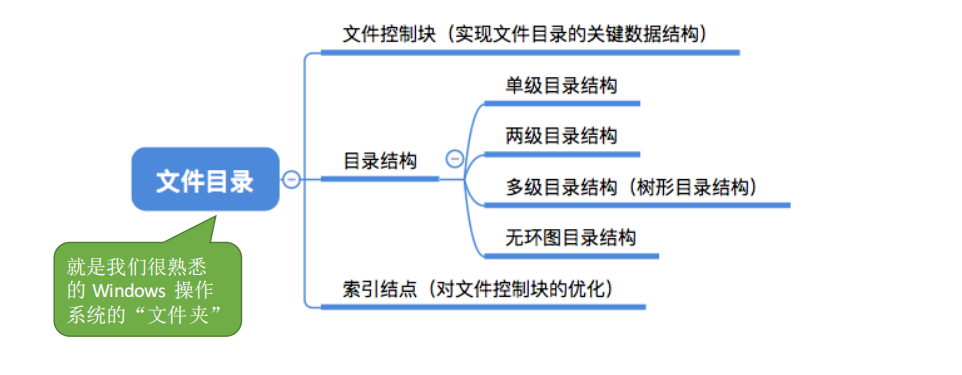 文件控制块（实现文件目录的关键数据结构）
单级目录结构
两级目录结构
目录结构
文件目录
多级目录结构（树形目录结构）
无环图目录结构
就是我们很熟悉
的 Windows 操作
系统的“文件夹”
索引结点（对文件控制块的优化）